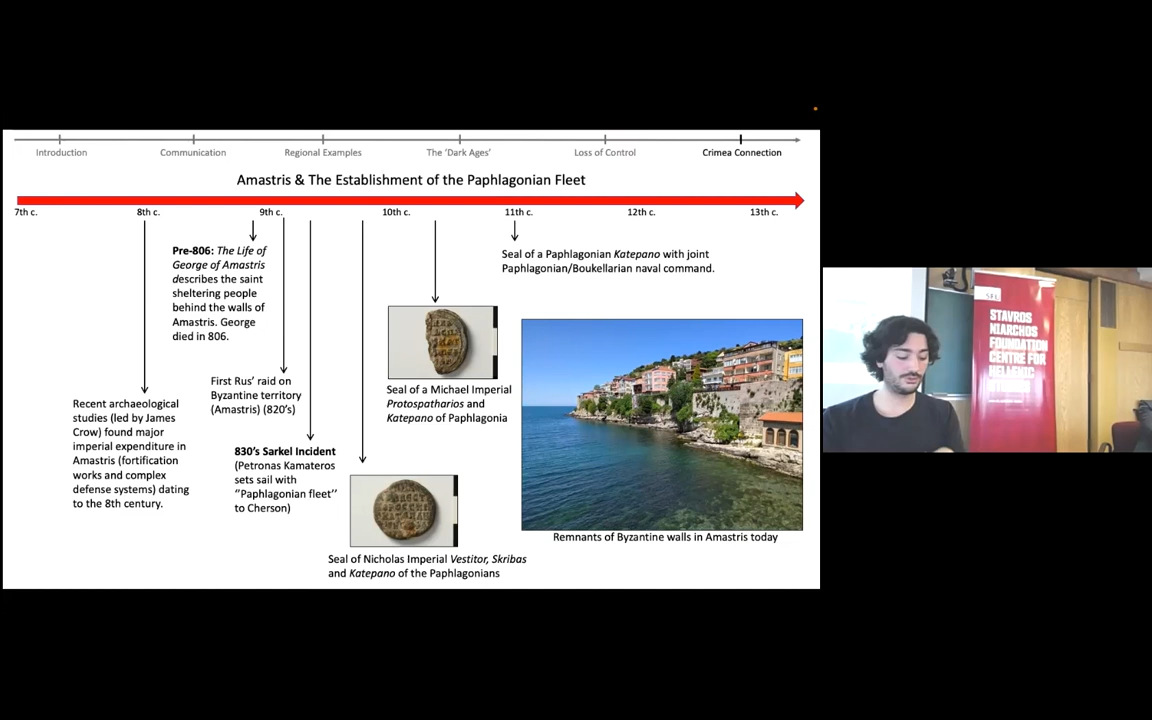 Introduction
Communication
Regional Examples
The ‘Dark Ages’
Loss of Control
Crimea Connection
Amastris & The Establishment of the Paphlagonian Fleet
7th c.
8th c.
9th c.
10th c.
11th c.
12th c.
13th c.
Pre-806: The Life of
George of Amastris
describes the saint
sheltering people
behind the walls of
Amastris. George
died in 806.
Seal of a Paphlagonian Katepano with joint
Paphlagonian/Boukellarian naval command.
First Rus’ raid on
Byzantine territory
(Amastris) (820’s)
Seal of a Michael Imperial
Protospatharios and
Katepano of Paphlagonia
Recent archaeological
studies (led by James
Crow) found major
imperial expenditure in
Amastris (fortification
works and complex
defense systems) dating
to the 8th century.
830’s Sarkel Incident
(Petronas Kamateros
sets sail with
‘‘Paphlagonian fleet’’
to Cherson)
Remnants of Byzantine walls in Amastris today
Seal of Nicholas Imperial Vestitor, Skribas
and Katepano of the Paphlagonians
STAVROS
NIARCHOS
FOUNDATION
CENTRE FOR
HELLENIC
STUDIES